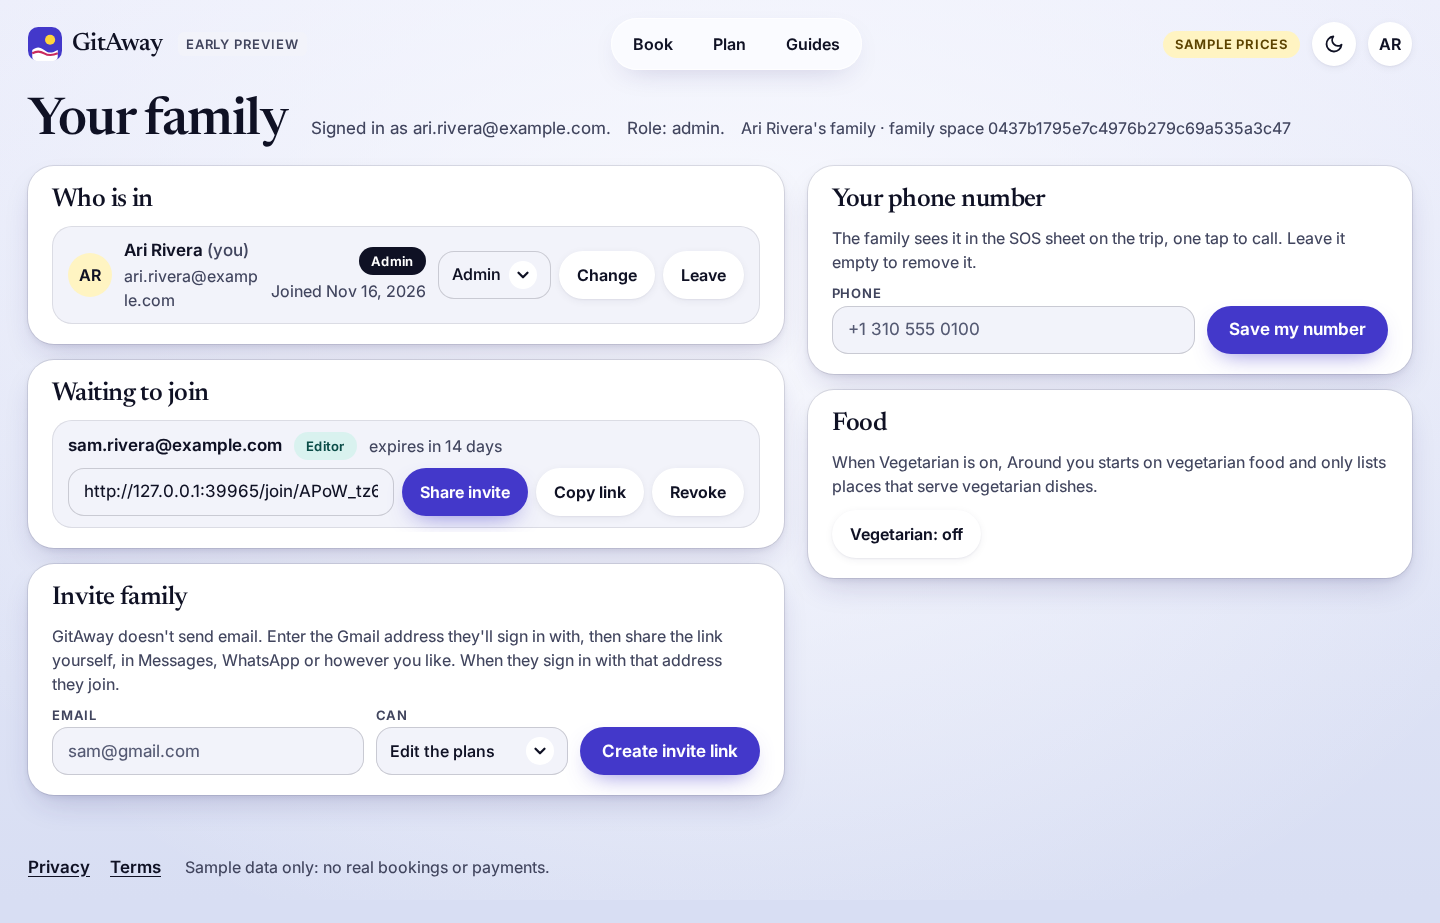 GitAway
EARLY PREVIEW
Book
Plan
Guides
SAMPLE PRICES
AR
Your family
Signed in as ari.rivera@example.com. Role: admin. Ari Rivera's family · family space 0437b1795e7c4976b279c69a535a3c47
Who is in
AR
Ari Rivera (you)
ari.rivera@examp
le.com
Admin
Joined Nov 16, 2026
Admin
Change
Leave
Waiting to join
sam.rivera@example.com
Editor
expires in 14 days
http://127.0.0.1:39965/join/APoW_tz6
Share invite
Copy link
Revoke
Invite family
GitAway doesn't send email. Enter the Gmail address they'll sign in with, then share the link
yourself, in Messages, WhatsApp or however you like. When they sign in with that address
they join.
EMAIL
CAN
sam@gmail.com
Edit the plans
Create invite link
Your phone number
The family sees it in the SOS sheet on the trip, one tap to call. Leave it
empty to remove it.
PHONE
+1 310 555 0100
Save my number
Food
When Vegetarian is on, Around you starts on vegetarian food and only lists
places that serve vegetarian dishes.
Vegetarian: off
Privacy
Terms
Sample data only: no real bookings or payments.